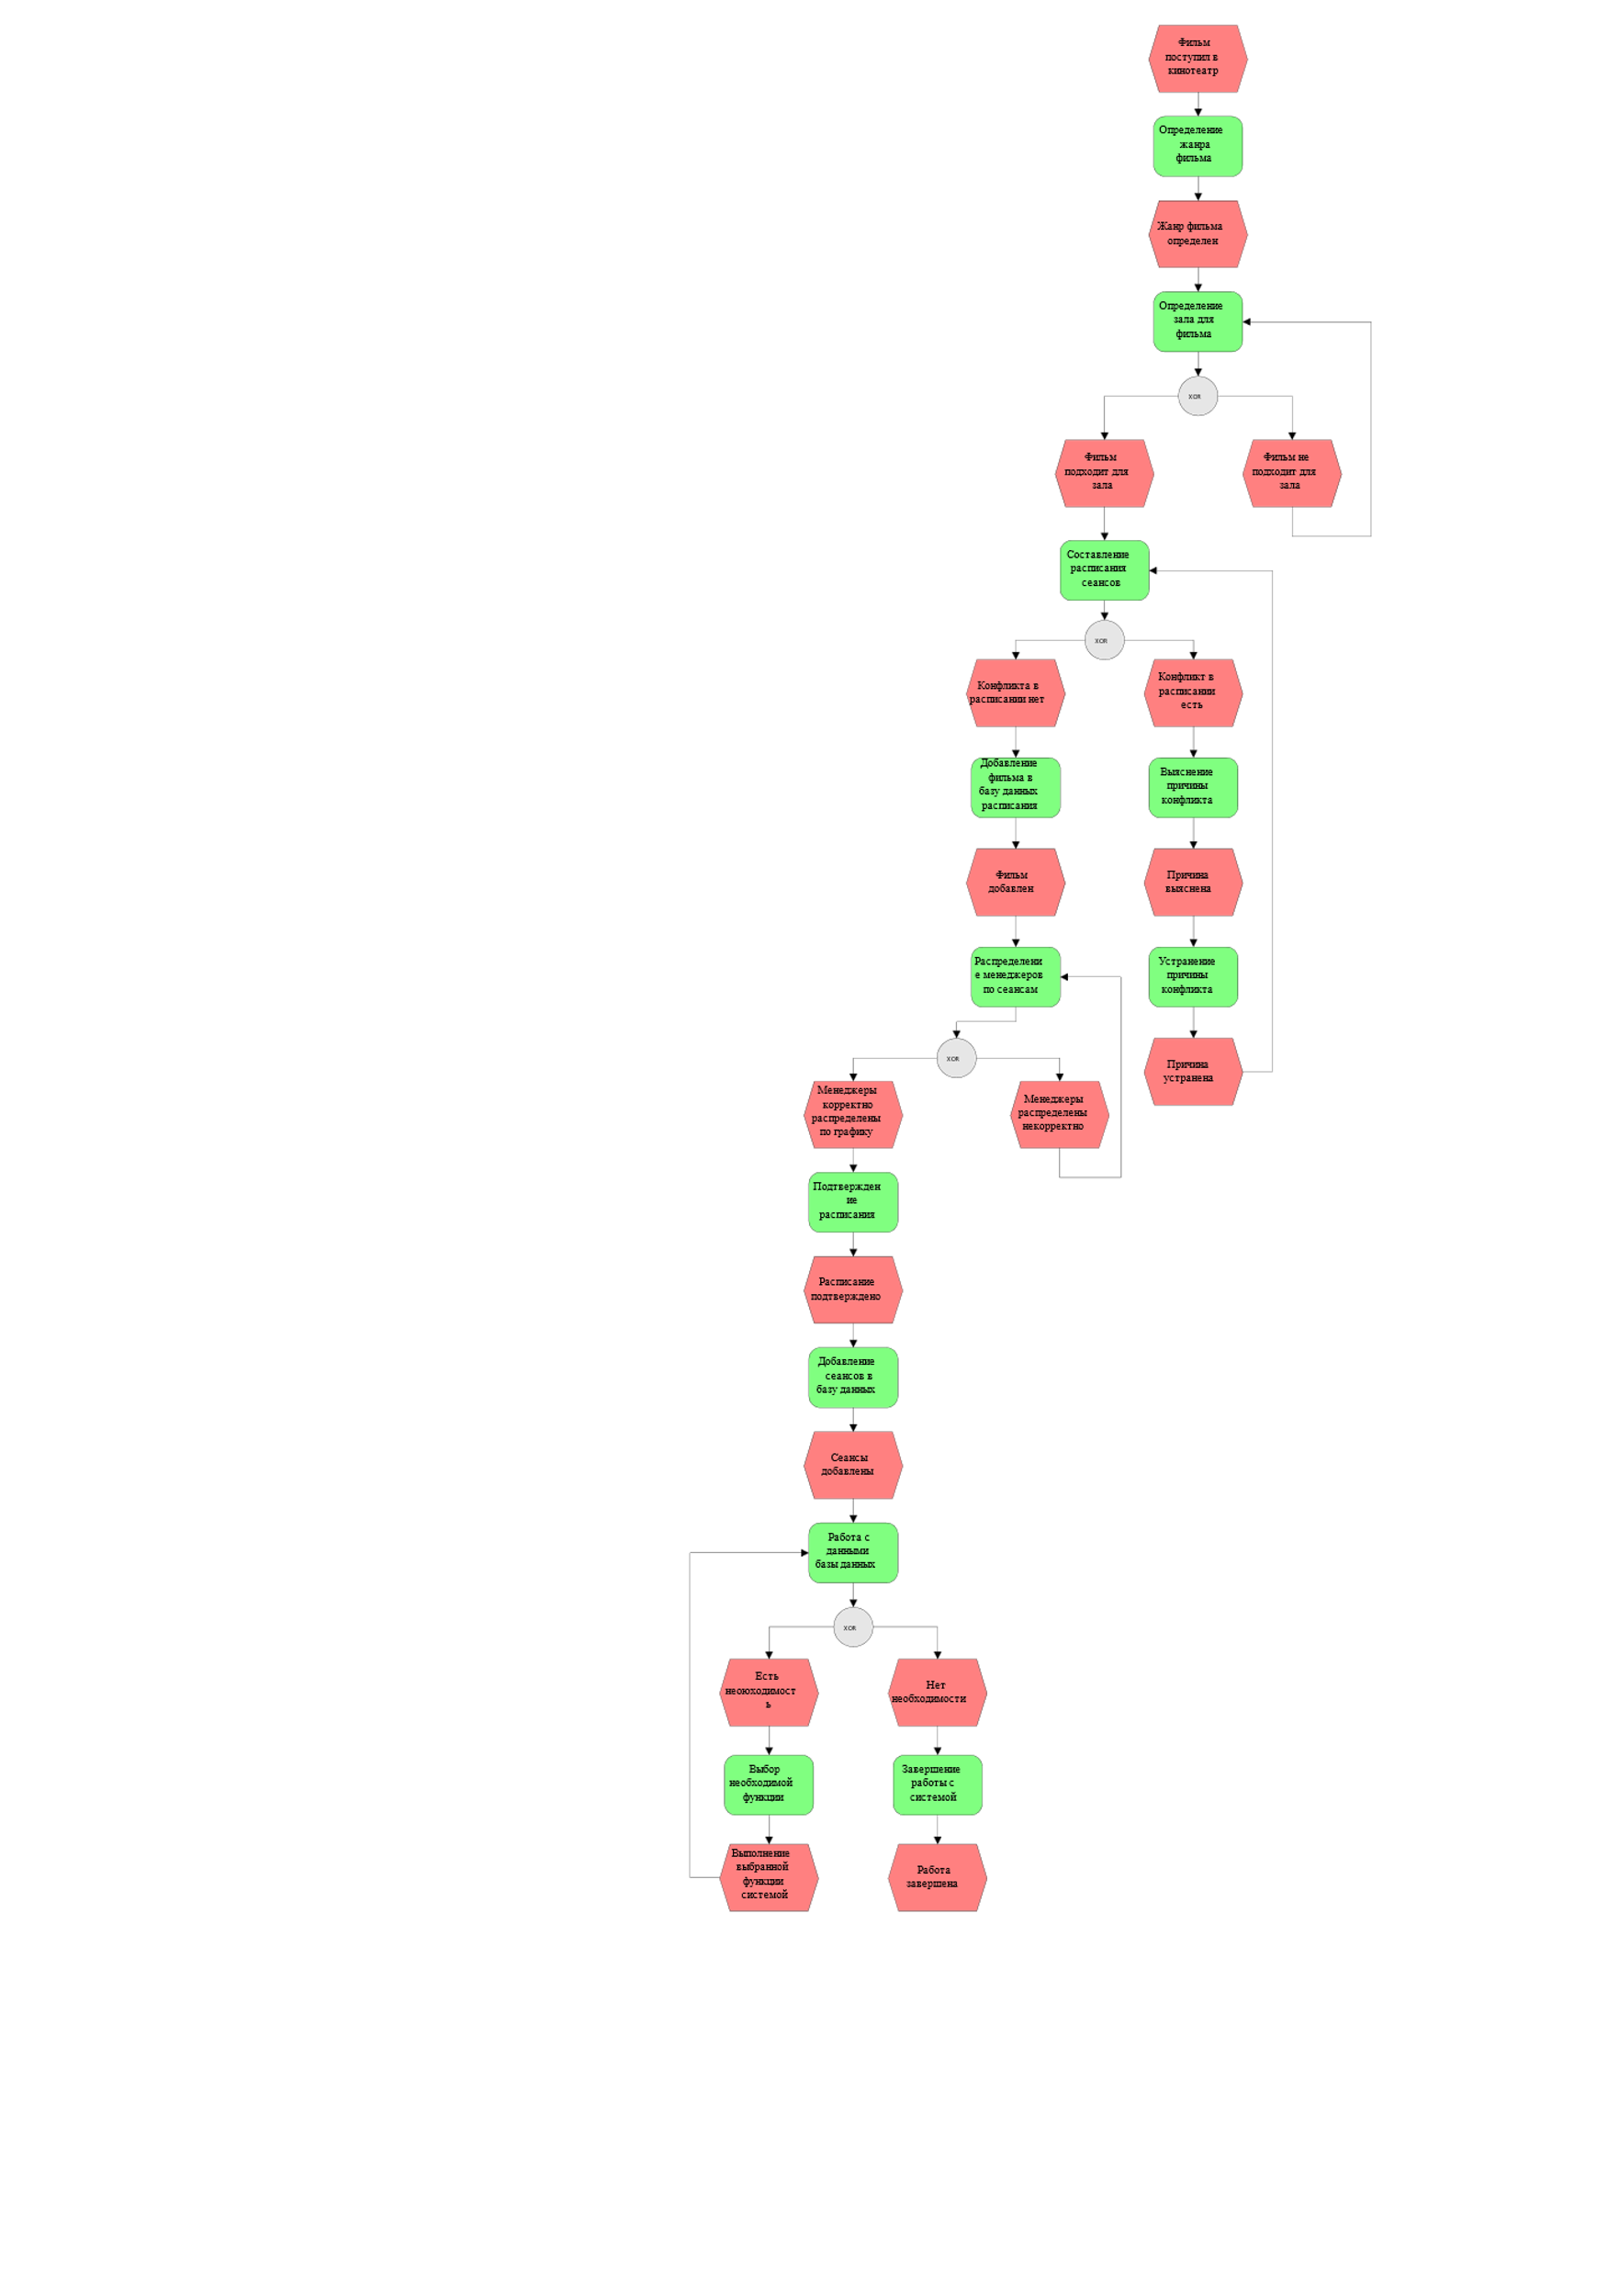 Фильм
поступил в
кинотеатр
Определение
жанра
фильма
Жанр фильма
определен
Определение
зала для
фильма
XOR
Фильм
подходит для
зала
Фильм не
подходит для
зала
Составление
расписания
сеансов
XOR
Конфликта в
расписании нет
Конфликт в
расписании
есть
Добавление
фильма в
базу данных
расписания
Выяснение
причины
конфликта
Фильм
добавлен
Причина
выяснена
Распределени
е менеджеров
по сеансам
Устранение
причины
конфликта
XOR
Причина
устранена
Менеджеры
корректно
распределены
по графику
Менеджеры
распределены
некорректно
Подтвержден
ие
расписания
Расписание
подтверждено
Добавление
сеансов в
базу данных
Сеансы
добавлены
Работа с
данными
базы данных
XOR
Есть
неоюходимост
ь
Нет
необходимости
Выбор
необходимой
функции
Завершение
работы с
системой
Выполнение
выбранной
функции
системой
Работа
завершена